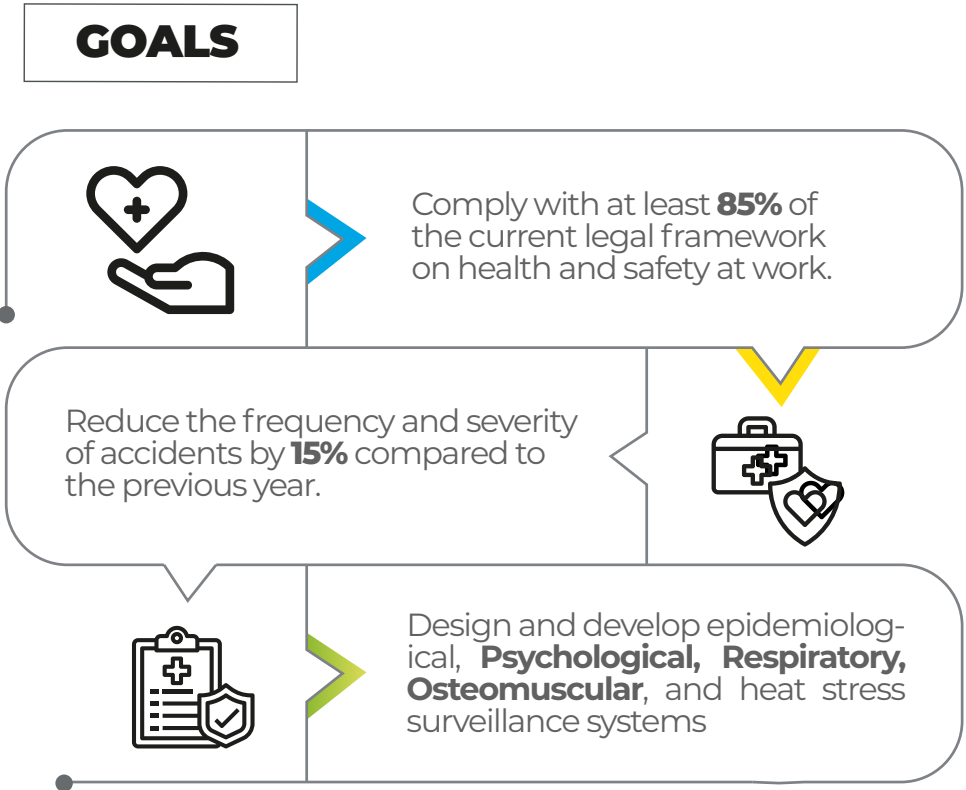 GOALS
Comply with at least 85% of
the current legal framework
on health and safety at work.
Reduce the frequency and severity
of accidents by 15% compared to
the previous year.
Design and develop epidemiolog-
ical, Psychological, Respiratory,
Osteomuscular, and heat stress
surveillance systems